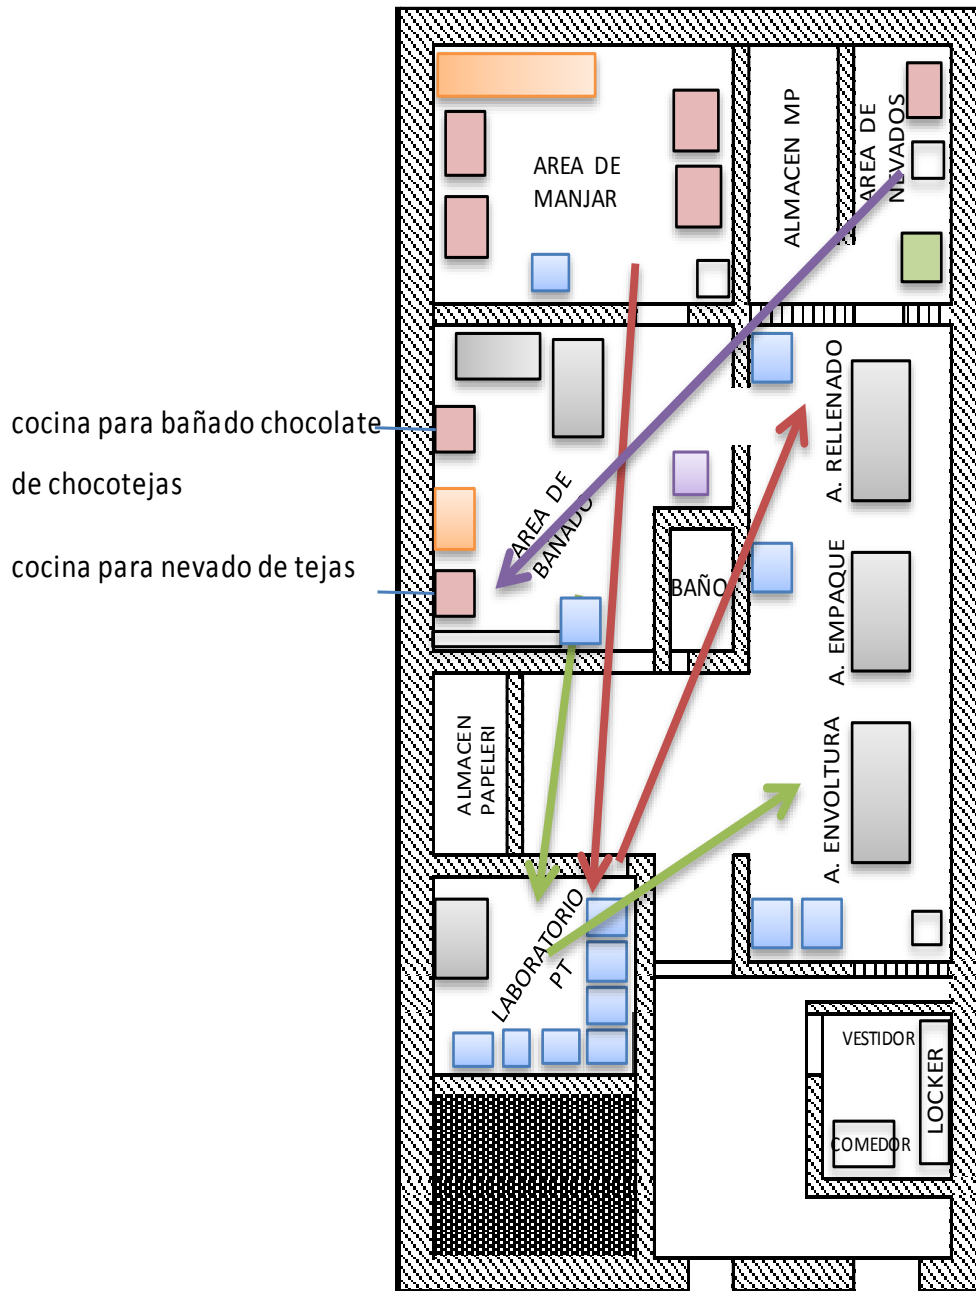 AREA DE
MANJAR
ALMACEN MP
AREA DE
NEVADOS
cocina para bañado chocolate
de chocotejas
cocina para nevado de tejas
AREA DE
BAÑADO
BAÑO
A. RELLENADO
A. EMPAQUE
A. ENVOLTURA
ALMACEN
PAPELERI
LABORATORIO
PT
VESTIDOR
LOCKER
COMEDOR